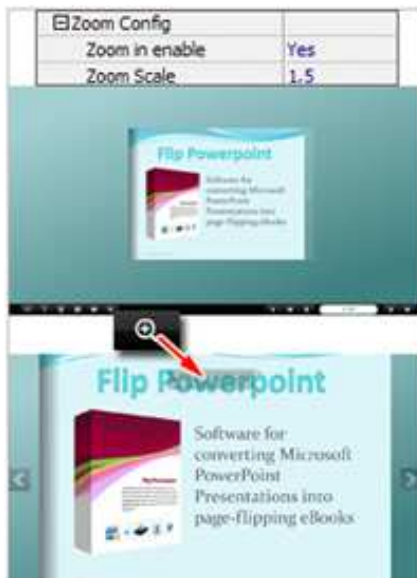 Zoom Config
Zoom in enable Yes
Zoom Scale 1.5
Flip Powerpoint
Software for
converting Microsoft
PowerPoint
Presentations into
page-flipping eBooks
Flip Powerpoint
Software for
converting Microsoft
PowerPoint
Presentations into
page-flipping eBooks